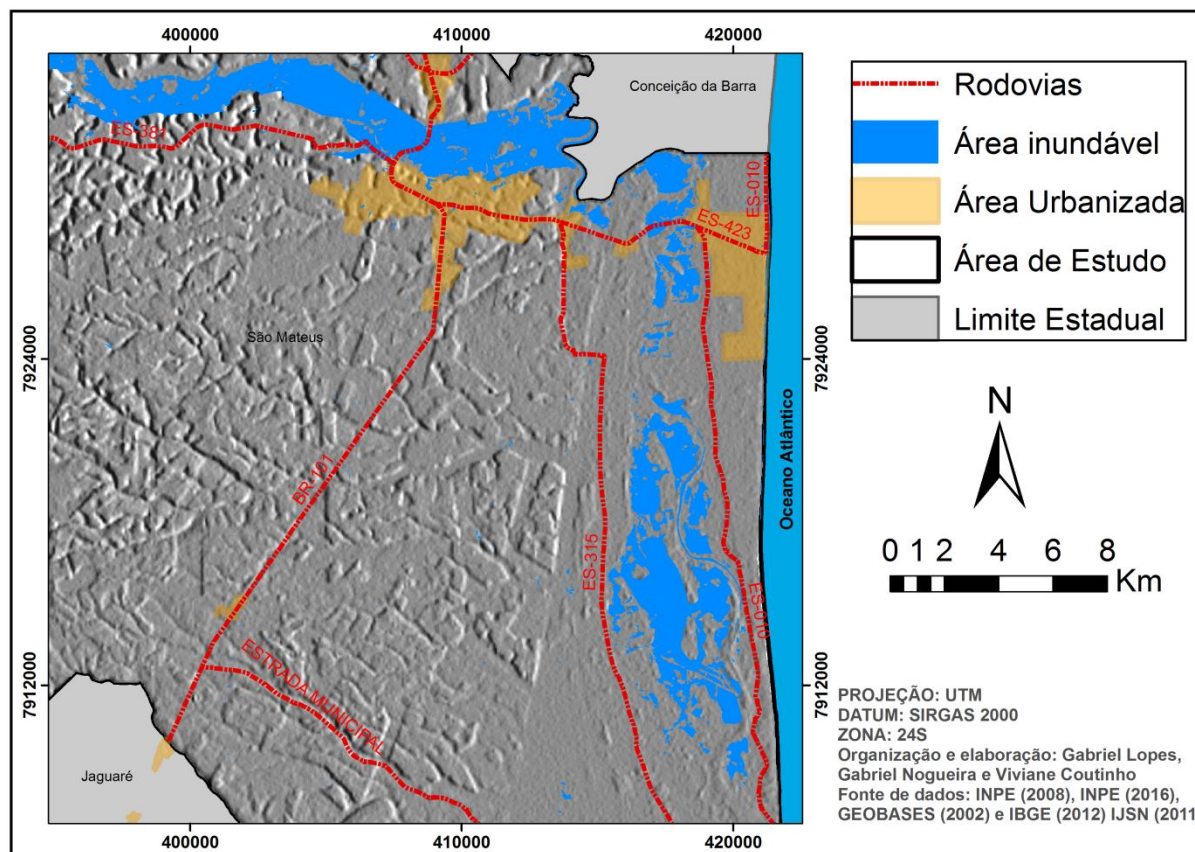 400000
410000
420000
Conceição da Barra
ES-381
ES-010
ES-423
São Mateus
7924000
7924000
BR-101
Oceano Atlântico
ES-315
ES-010
ESTRADA MUNICIPAL
7912000
7912000
Jaguaré
400000
410000
420000
Rodovias
Área inundável
Área Urbanizada
Área de Estudo
Limite Estadual
N
0 1 2 4 6 8
Km
PROJEÇÃO: UTM
DATUM: SIRGAS 2000
ZONA: 24S
Organização e elaboração: Gabriel Lopes,
Gabriel Nogueira e Viviane Coutinho
Fonte de dados: INPE (2008), INPE (2016),
GEOBASES (2002) e IBGE (2012) IJSN (2011